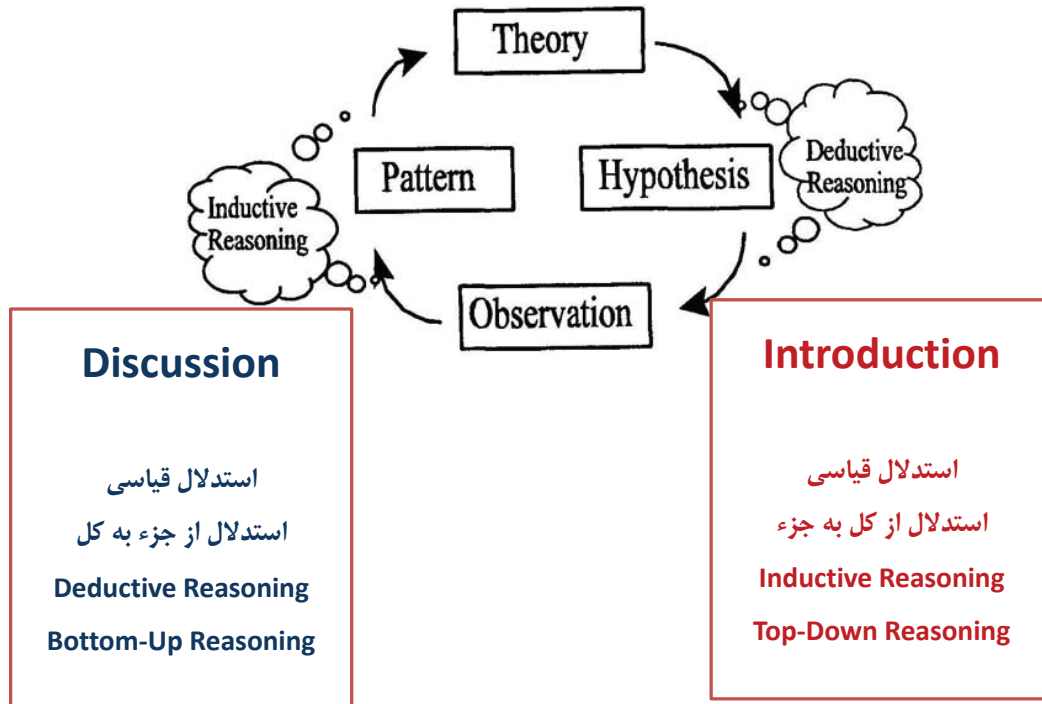 Theory
Pattern
Hypothesis
Deductive
Reasoning
Inductive
Reasoning
Observation
Discussion
استدلال قیاسی
استدلال از جزء به کل
Deductive Reasoning
Bottom-Up Reasoning
Introduction
استدلال قیاسی
استدلال از کل به جزء
Inductive Reasoning
Top-Down Reasoning